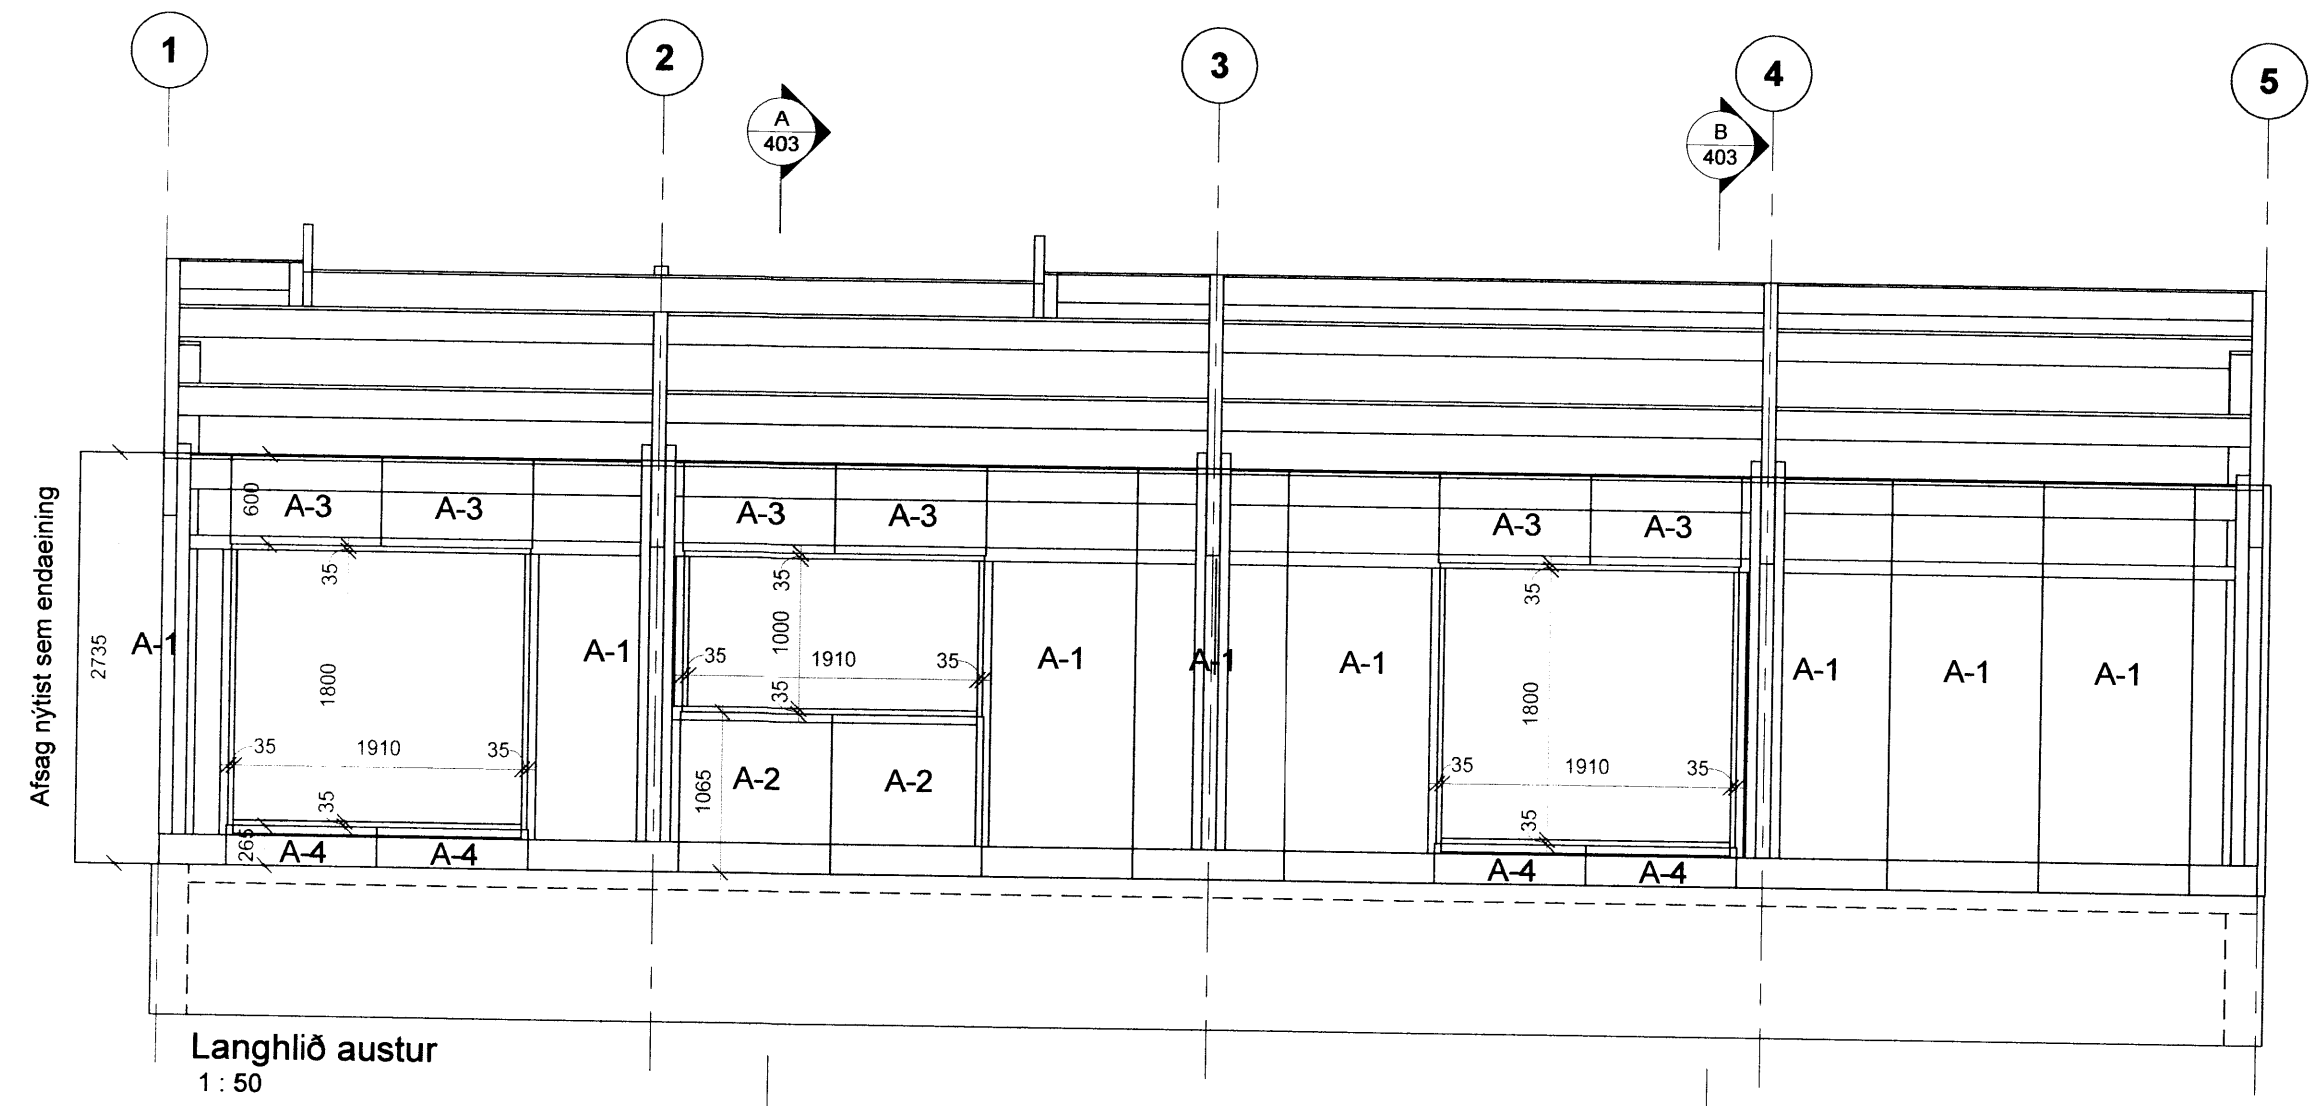 1
2
3
4
5
A
403
B
403
Afsag nýtist sem endaeining
2735
600
A-3
A-3
A-3
A-3
A-3
A-3
35
35
35
A-1
A-1
A-1
A-1
A-1
A-1
A-1
A-1
1800
1000
1800
35
1910
35
35
1910
35
35
1910
35
35
35
35
1065
A-2
A-2
265
A-4
A-4
A-4
A-4
Langhlið austur
1 : 50